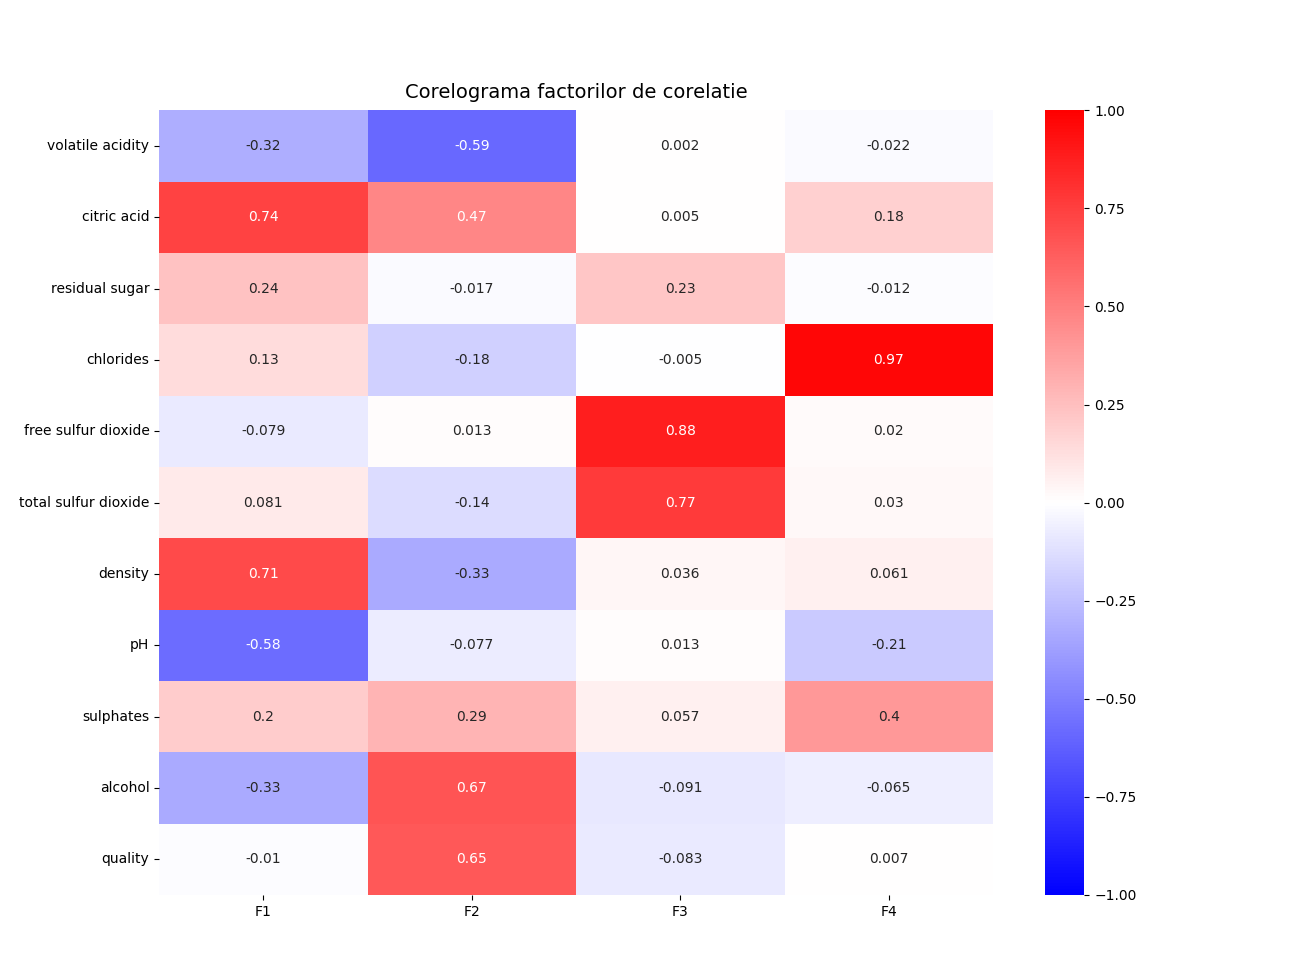 Corelograma factorilor de corelatie
volatile acidity -0.32 -0.59 0.002 -0.022
citric acid 0.74 0.47 0.005 0.18
residual sugar 0.24 -0.017 0.23 -0.012
chlorides 0.13 -0.18 -0.005 0.97
free sulfur dioxide -0.079 0.013 0.88 0.02
total sulfur dioxide 0.081 -0.14 0.77 0.03
density 0.71 -0.33 0.036 0.061
pH -0.58 -0.077 0.013 -0.21
sulphates 0.2 0.29 0.057 0.4
alcohol -0.33 0.67 -0.091 -0.065
quality -0.01 0.65 -0.083 0.007
F1 F2 F3 F4
1.00
0.75
0.50
0.25
0.00
−0.25
−0.50
−0.75
−1.00